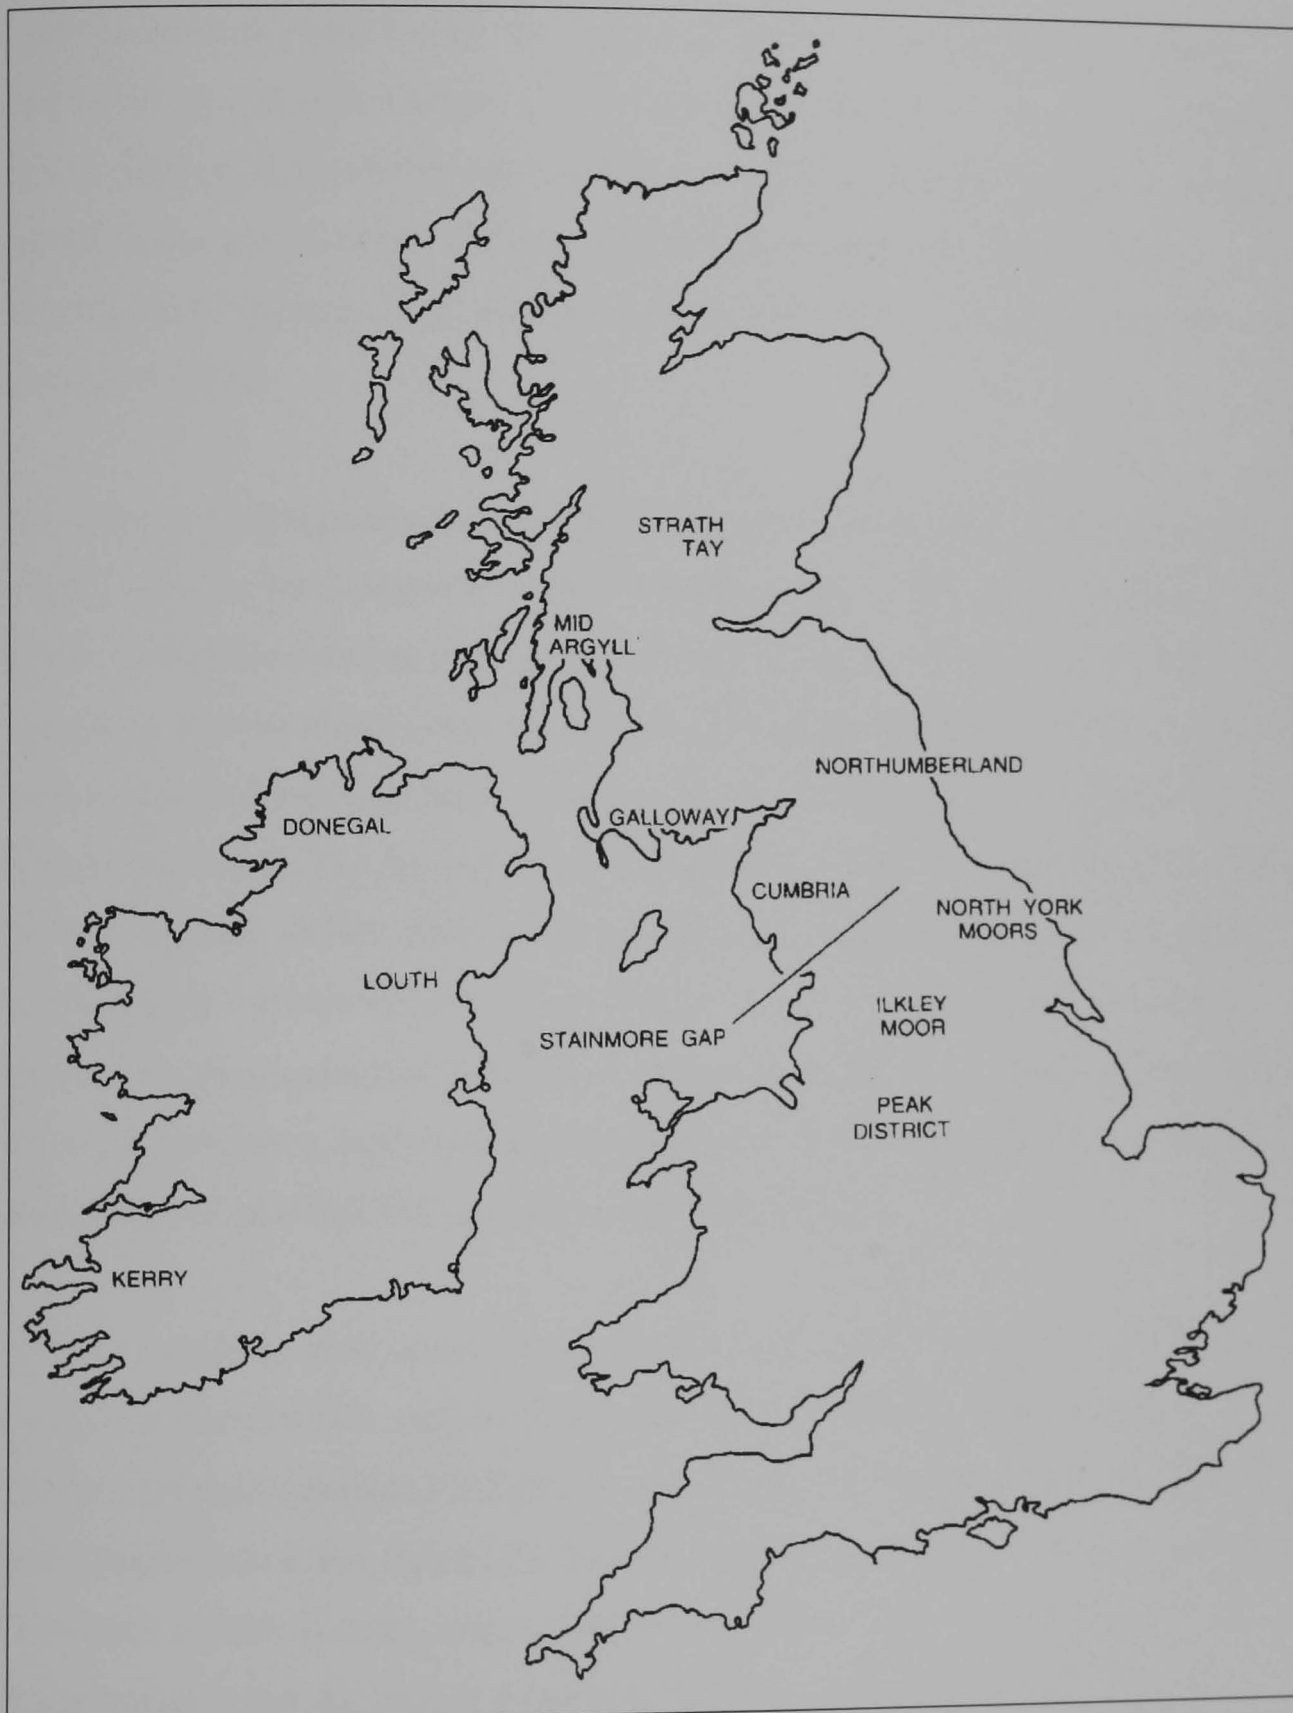 STRATH
TAY
MID
ARGYLL
NORTHUMBERLAND
DONEGAL
GALLOWAY
CUMBRIA
NORTH YORK
MOORS
LOUTH
ILKLEY
MOOR
STAINMORE GAP
PEAK
DISTRICT
KERRY